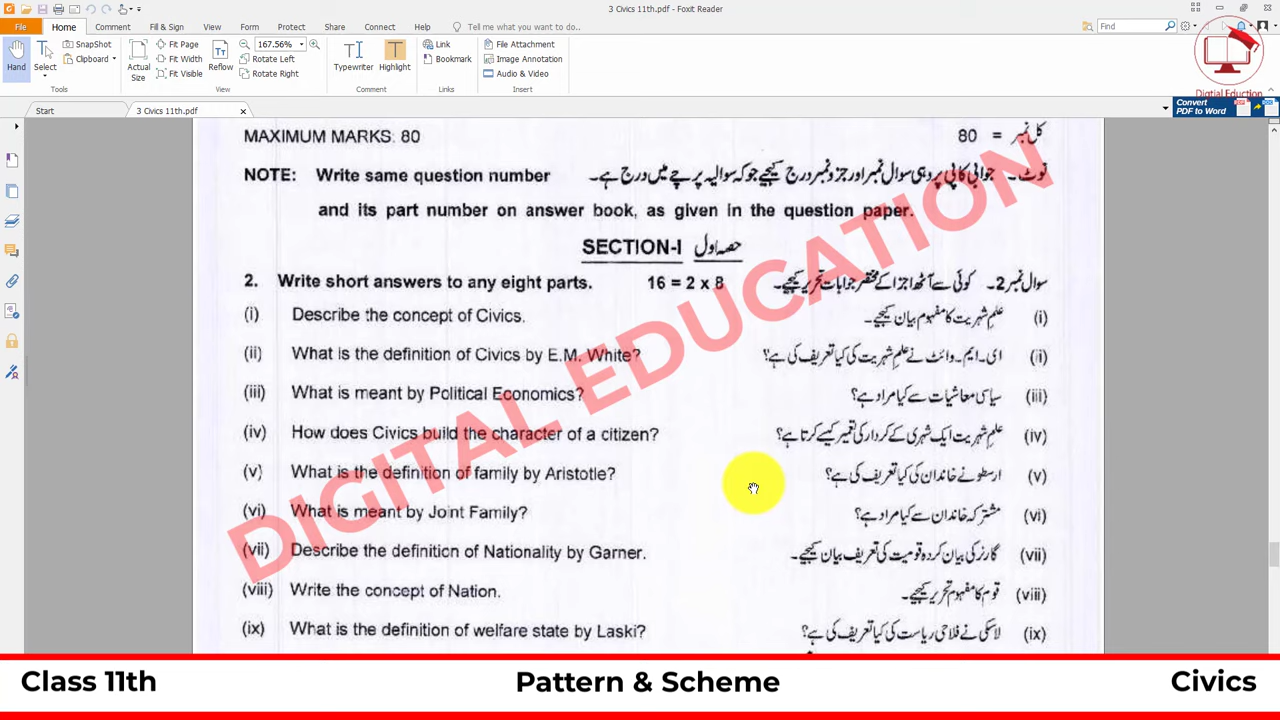 3 Civics 11th.pdf - Foxit Reader
File Home Comment Fill & Sign View Form Protect Share Connect Help Tell me what you want to do... Find
Hand Select SnapShot Clipboard Actual Size Fit Page Fit Width Fit Visible Reflow 167.56% Rotate Left Rotate Right Typewriter Highlight Link Bookmark File Attachment Image Annotation Audio & Video
Tools View Comment Links Insert
Digtial Eduction
Start 3 Civics 11th.pdf
Convert PDF to Word
MAXIMUM MARKS: 80 80 = کل نمبر
NOTE: Write same question number نوٹ۔ جوابی کاپی پر وہی سوال نمبر اور جزو نمبر درج کیجیے جو کہ سوالیہ پرچے میں درج ہے۔
and its part number on answer book, as given in the question paper.
SECTION-I حصہ اول
2. Write short answers to any eight parts. 16 = 2 x 8 سوال نمبر 2۔ کوئی سے آٹھ اجزا کے مختصر جوابات تحریر کیجیے۔
(i) Describe the concept of Civics. علمِ شہریت کا مفہوم بیان کیجیے۔ (i)
(ii) What is the definition of Civics by E.M. White? ای۔ایم۔وائٹ نے علمِ شہریت کی کیا تعریف کی ہے؟ (ii)
(iii) What is meant by Political Economics? سیاسی معاشیات سے کیا مراد ہے؟ (iii)
(iv) How does Civics build the character of a citizen? علمِ شہریت ایک شہری کے کردار کی تعمیر کیسے کرتا ہے؟ (iv)
(v) What is the definition of family by Aristotle? ارسطو نے خاندان کی کیا تعریف کی ہے؟ (v)
(vi) What is meant by Joint Family? مشترکہ خاندان سے کیا مراد ہے؟ (vi)
(vii) Describe the definition of Nationality by Garner. گارنر کی بیان کردہ قومیت کی تعریف بیان کیجیے۔ (vii)
(viii) Write the concept of Nation. قوم کا مفہوم تحریر کیجیے۔ (viii)
(ix) What is the definition of welfare state by Laski? لاسکی نے فلاحی ریاست کی کیا تعریف کی ہے؟ (ix)
DIGITAL EDUCATION
Class 11th Pattern & Scheme Civics